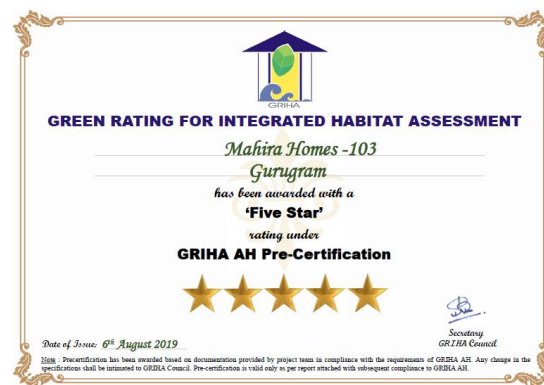 GRIHA
GREEN RATING FOR INTEGRATED HABITAT ASSESSMENT
Mahira Homes -103
Gurugram
has been awarded with a
‘Five Star’
rating under
GRIHA AH Pre-Certification
Secretary
GRIHA Council
Date of Issue: 6th August 2019
Note : Precertification has been awarded based on documentation provided by project team in compliance with the requirements of GRIHA AH. Any change in the
specifications shall be intimated to GRIHA Council. Pre-certification is valid only as per report attached with subsequent compliance to GRIHA AH.